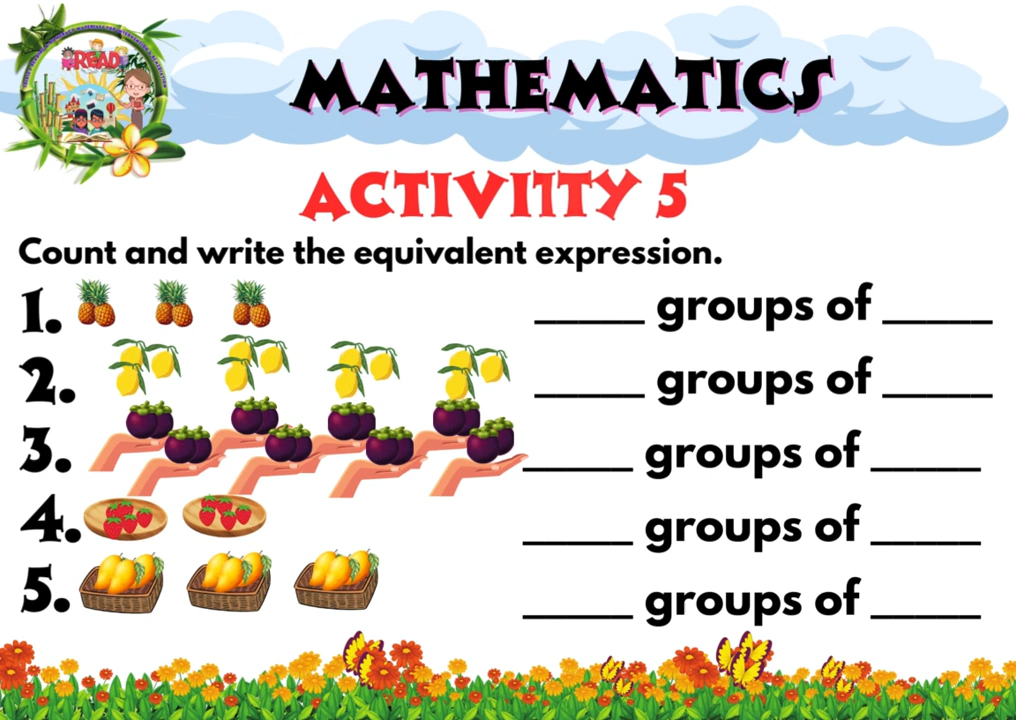 READ
MATHEMATICS
ACTIVIITY 5
Count and write the equivalent expression.
1. _____ groups of _____
2. _____ groups of _____
3. _____ groups of _____
4. _____ groups of _____
5. _____ groups of _____